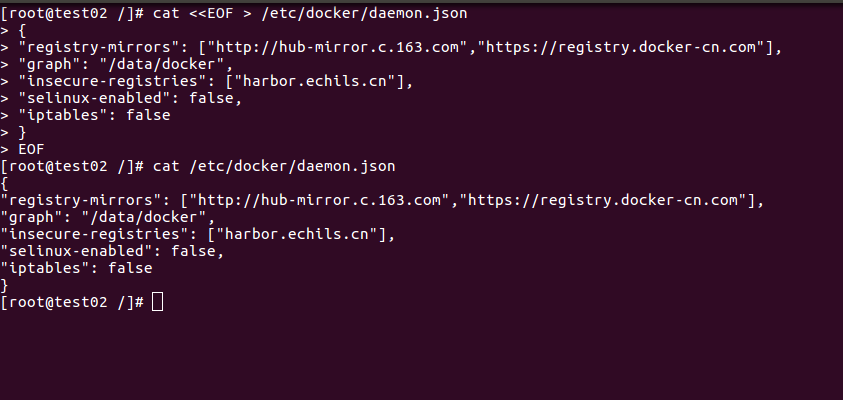 [root@test02 /]# cat <<EOF > /etc/docker/daemon.json
> {
> "registry-mirrors": ["http://hub-mirror.c.163.com","https://registry.docker-cn.com"],
> "graph": "/data/docker",
> "insecure-registries": ["harbor.echils.cn"],
> "selinux-enabled": false,
> "iptables": false
> }
> EOF
[root@test02 /]# cat /etc/docker/daemon.json
{
"registry-mirrors": ["http://hub-mirror.c.163.com","https://registry.docker-cn.com"],
"graph": "/data/docker",
"insecure-registries": ["harbor.echils.cn"],
"selinux-enabled": false,
"iptables": false
}
[root@test02 /]#